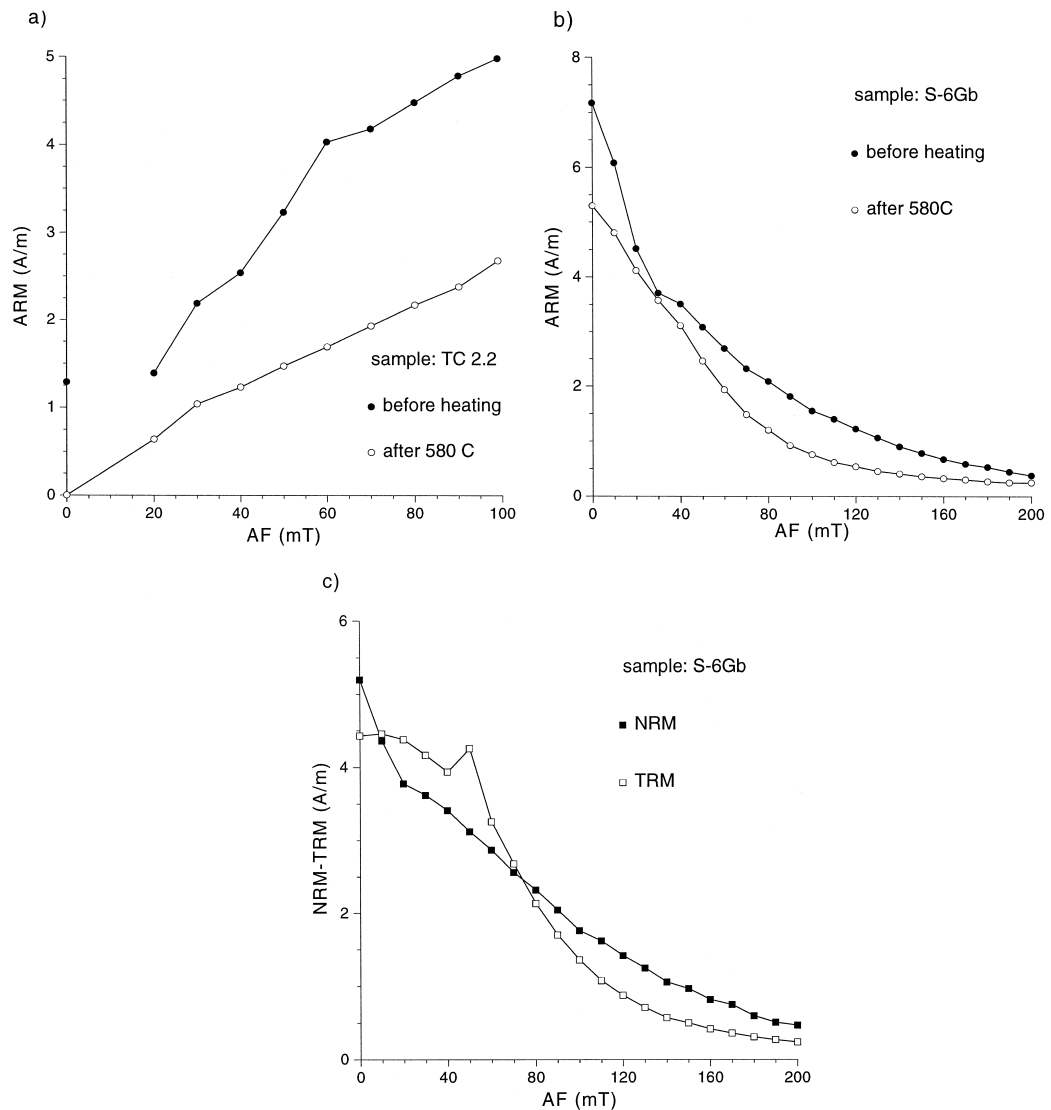 a)
5
4
3
2
1
0
ARM (A/m)
sample: TC 2.2
before heating
after 580 C
0 20 40 60 80 100
AF (mT)
b)
8
6
4
2
0
ARM (A/m)
sample: S-6Gb
before heating
after 580C
0 40 80 120 160 200
AF (mT)
c)
6
4
2
0
NRM-TRM (A/m)
sample: S-6Gb
NRM
TRM
0 40 80 120 160 200
AF (mT)